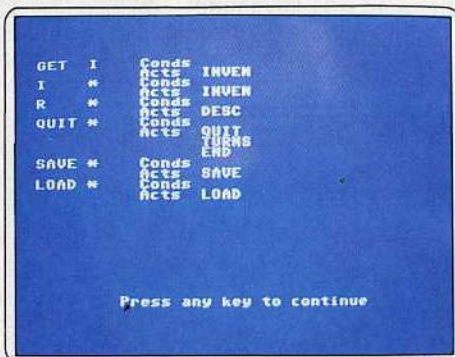 GET I Conds
Acts INVEN
I * Conds
Acts INVEN
R * Conds
Acts DESC
QUIT * Conds
Acts QUIT
TURNS
END
SAVE * Conds
Acts SAVE
LOAD * Conds
Acts LOAD
Press any key to continue